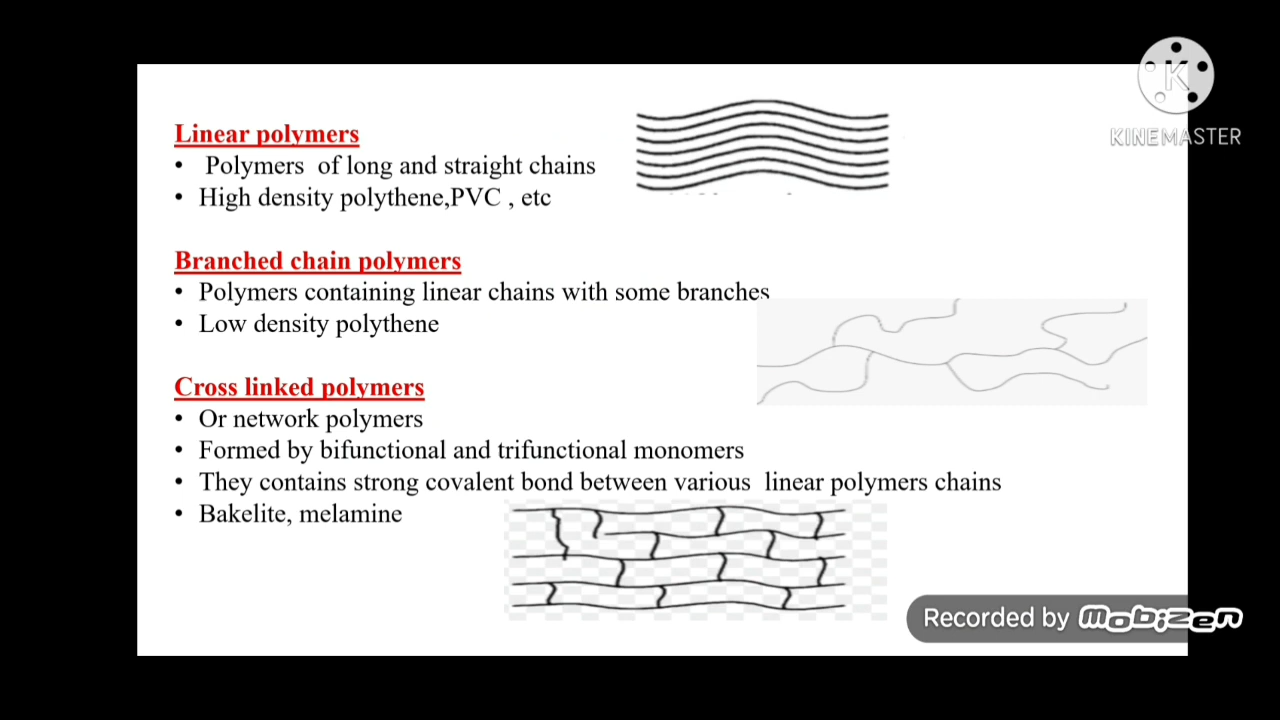 Linear polymers
• Polymers of long and straight chains
• High density polythene,PVC , etc
Branched chain polymers
• Polymers containing linear chains with some branches
• Low density polythene
Cross linked polymers
• Or network polymers
• Formed by bifunctional and trifunctional monomers
• They contains strong covalent bond between various linear polymers chains
• Bakelite, melamine
K
KINEMASTER
Recorded by Mobizen